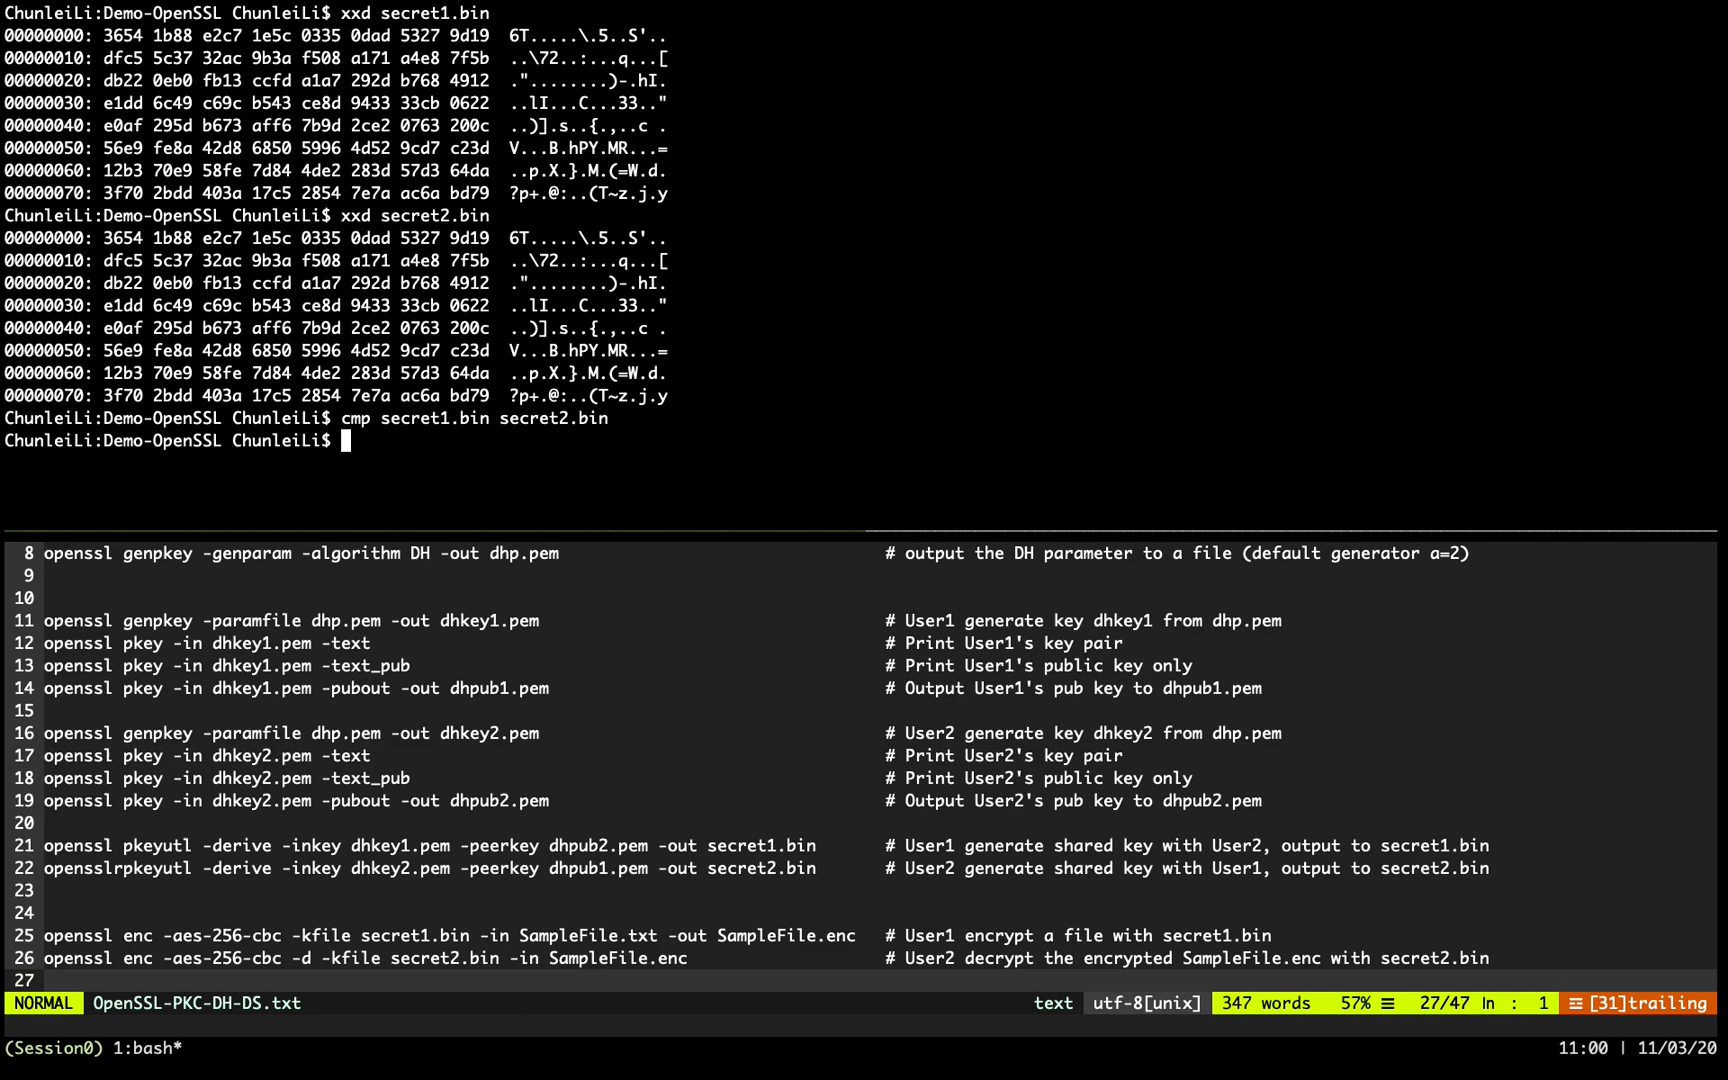 ChunleiLi:Demo-OpenSSL ChunleiLi$ xxd secret1.bin
00000000: 3654 1b88 e2c7 1e5c 0335 0dad 5327 9d19  6T.....\.5..S'..
00000010: dfc5 5c37 32ac 9b3a f508 a171 a4e8 7f5b  ..\72..:...q...[
00000020: db22 0eb0 fb13 ccfd a1a7 292d b768 4912  ."........)-.hI.
00000030: e1dd 6c49 c69c b543 ce8d 9433 33cb 0622  ..lI...C...33.."
00000040: e0af 295d b673 aff6 7b9d 2ce2 0763 200c  ..)].s..{.,..c .
00000050: 56e9 fe8a 42d8 6850 5996 4d52 9cd7 c23d  V...B.hPY.MR...=
00000060: 12b3 70e9 58fe 7d84 4de2 283d 57d3 64da  ..p.X.}.M.(=W.d.
00000070: 3f70 2bdd 403a 17c5 2854 7e7a ac6a bd79  ?p+.@:..(T~z.j.y
ChunleiLi:Demo-OpenSSL ChunleiLi$ xxd secret2.bin
00000000: 3654 1b88 e2c7 1e5c 0335 0dad 5327 9d19  6T.....\.5..S'..
00000010: dfc5 5c37 32ac 9b3a f508 a171 a4e8 7f5b  ..\72..:...q...[
00000020: db22 0eb0 fb13 ccfd a1a7 292d b768 4912  ."........)-.hI.
00000030: e1dd 6c49 c69c b543 ce8d 9433 33cb 0622  ..lI...C...33.."
00000040: e0af 295d b673 aff6 7b9d 2ce2 0763 200c  ..)].s..{.,..c .
00000050: 56e9 fe8a 42d8 6850 5996 4d52 9cd7 c23d  V...B.hPY.MR...=
00000060: 12b3 70e9 58fe 7d84 4de2 283d 57d3 64da  ..p.X.}.M.(=W.d.
00000070: 3f70 2bdd 403a 17c5 2854 7e7a ac6a bd79  ?p+.@:..(T~z.j.y
ChunleiLi:Demo-OpenSSL ChunleiLi$ cmp secret1.bin secret2.bin
ChunleiLi:Demo-OpenSSL ChunleiLi$
8 openssl genpkey -genparam -algorithm DH -out dhp.pem # output the DH parameter to a file (default generator a=2)
9
10
11 openssl genpkey -paramfile dhp.pem -out dhkey1.pem # User1 generate key dhkey1 from dhp.pem
12 openssl pkey -in dhkey1.pem -text # Print User1's key pair
13 openssl pkey -in dhkey1.pem -text_pub # Print User1's public key only
14 openssl pkey -in dhkey1.pem -pubout -out dhpub1.pem # Output User1's pub key to dhpub1.pem
15
16 openssl genpkey -paramfile dhp.pem -out dhkey2.pem # User2 generate key dhkey2 from dhp.pem
17 openssl pkey -in dhkey2.pem -text # Print User2's key pair
18 openssl pkey -in dhkey2.pem -text_pub # Print User2's public key only
19 openssl pkey -in dhkey2.pem -pubout -out dhpub2.pem # Output User2's pub key to dhpub2.pem
20
21 openssl pkeyutl -derive -inkey dhkey1.pem -peerkey dhpub2.pem -out secret1.bin # User1 generate shared key with User2, output to secret1.bin
22 opensslrpkeyutl -derive -inkey dhkey2.pem -peerkey dhpub1.pem -out secret2.bin # User2 generate shared key with User1, output to secret2.bin
23
24
25 openssl enc -aes-256-cbc -kfile secret1.bin -in SampleFile.txt -out SampleFile.enc # User1 encrypt a file with secret1.bin
26 openssl enc -aes-256-cbc -d -kfile secret2.bin -in SampleFile.enc # User2 decrypt the encrypted SampleFile.enc with secret2.bin
27
NORMAL OpenSSL-PKC-DH-DS.txt text utf-8[unix] 347 words 57% ☰ 27/47 ln : 1 ☲ [31]trailing
(Session0) 1:bash* 11:00 | 11/03/20